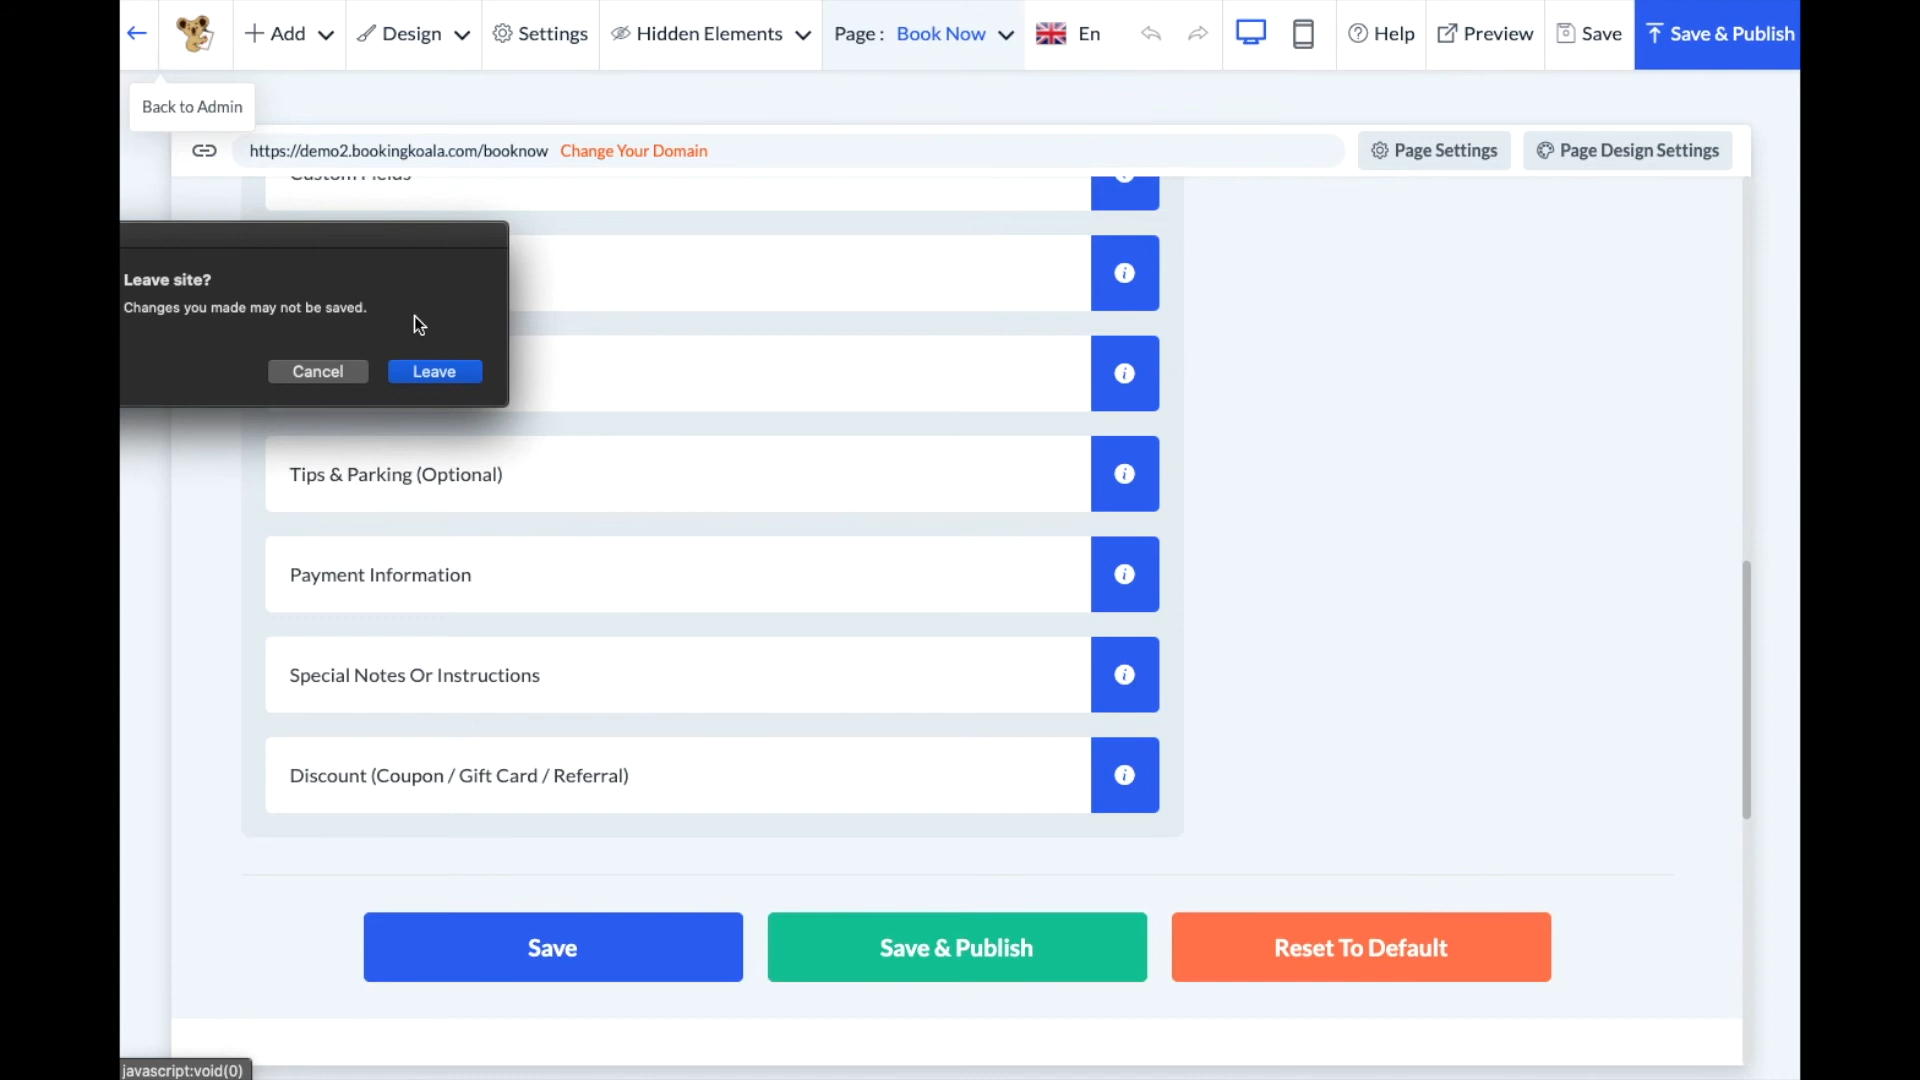 Add
Design
Settings
Hidden Elements
Page : Book Now
En
Help
Preview
Save
Save & Publish
Back to Admin
https://demo2.bookingkoala.com/booknow
Change Your Domain
Page Settings
Page Design Settings
Custom Fields
Leave site?
Changes you made may not be saved.
Cancel
Leave
Tips & Parking (Optional)
Payment Information
Special Notes Or Instructions
Discount (Coupon / Gift Card / Referral)
Save
Save & Publish
Reset To Default
javascript:void(0)